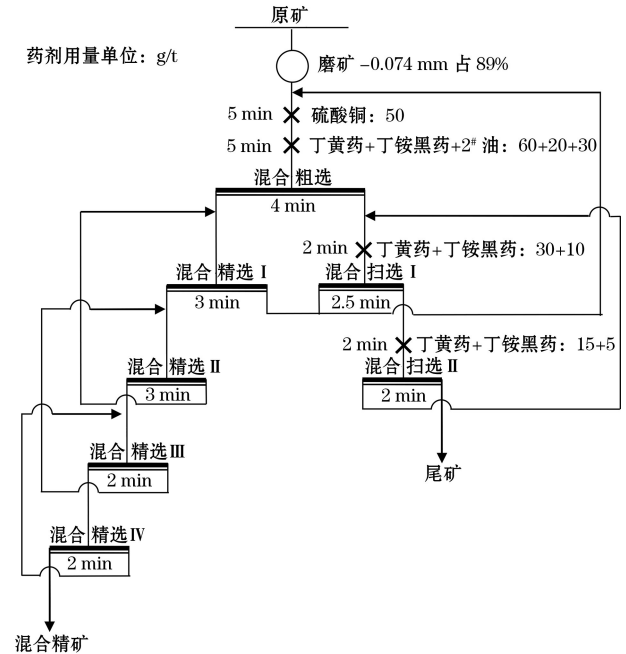 原矿
药剂用量单位：g/t
磨矿 -0.074 mm 占 89%
5 min 硫酸铜：50
5 min 丁黄药+丁铵黑药+2# 油：60+20+30
混合粗选
4 min
2 min 丁黄药+丁铵黑药：30+10
混合 精选 I
混合 扫选 I
3 min
2.5 min
2 min 丁黄药+丁铵黑药：15+5
混合 精选 II
混合 扫选 II
3 min
2 min
混合 精选 III
尾矿
2 min
混合 精选 IV
2 min
混合精矿